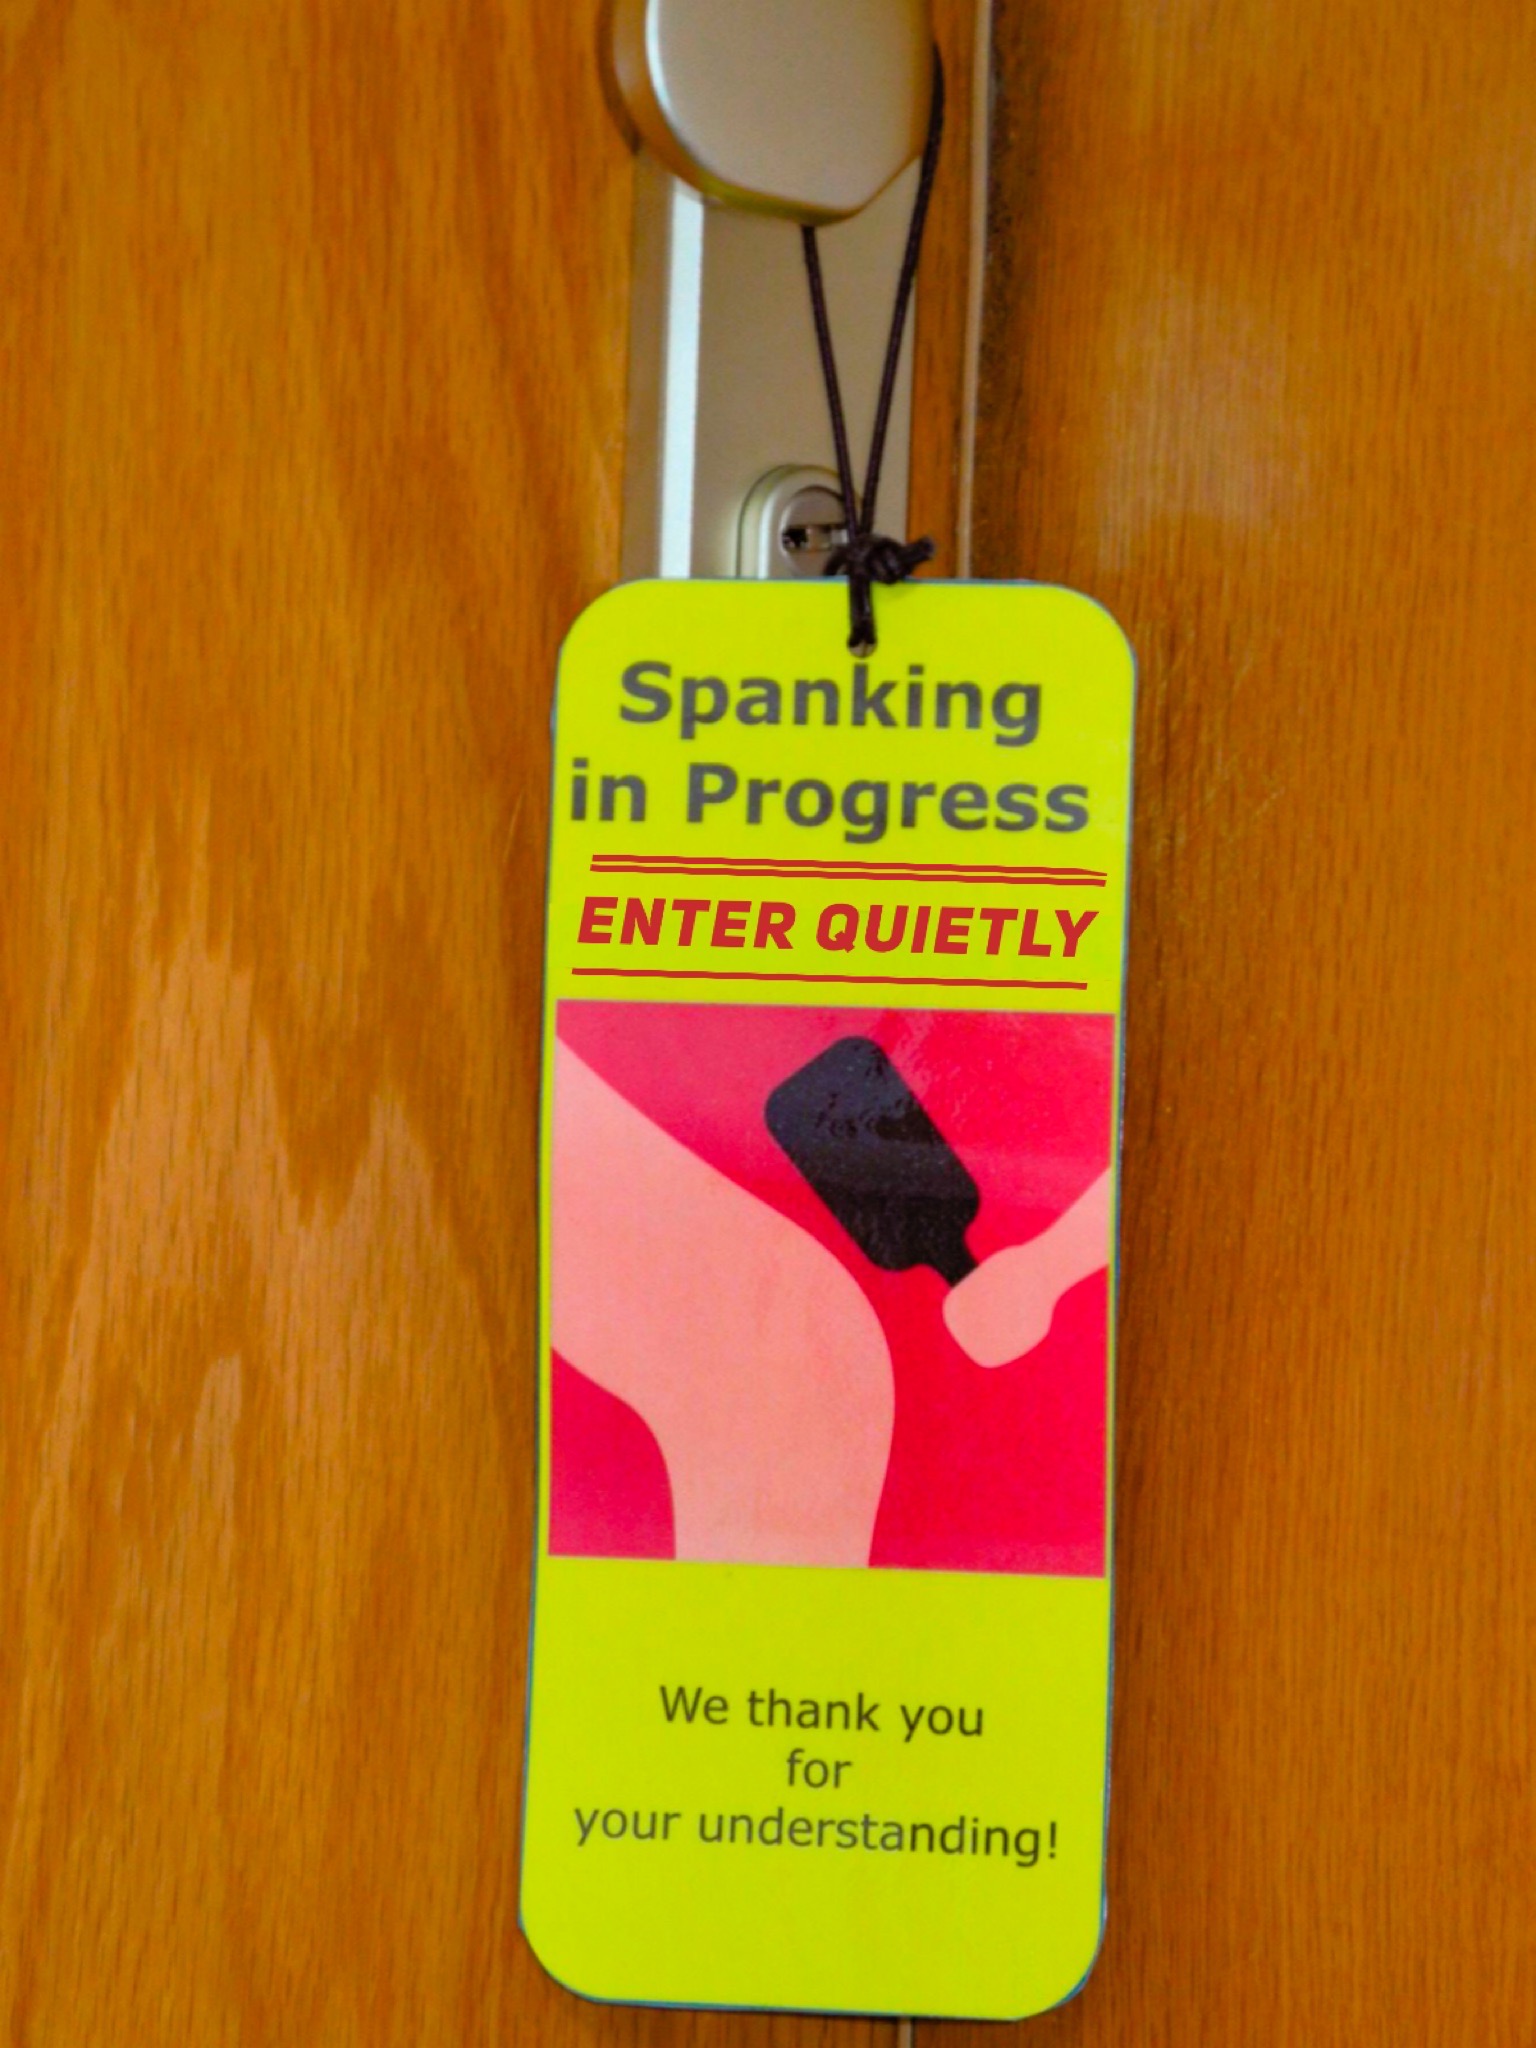 Spanking
in Progress
ENTER QUIETLY
We thank you
for
your understanding!